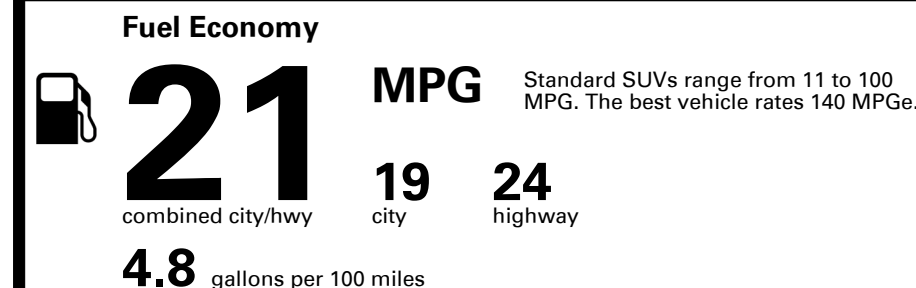 Fuel Economy
21
MPG
Standard SUVs range from 11 to 100
MPG. The best vehicle rates 140 MPGe.
19
24
combined city/hwy
city
highway
4.8 gallons per 100 miles